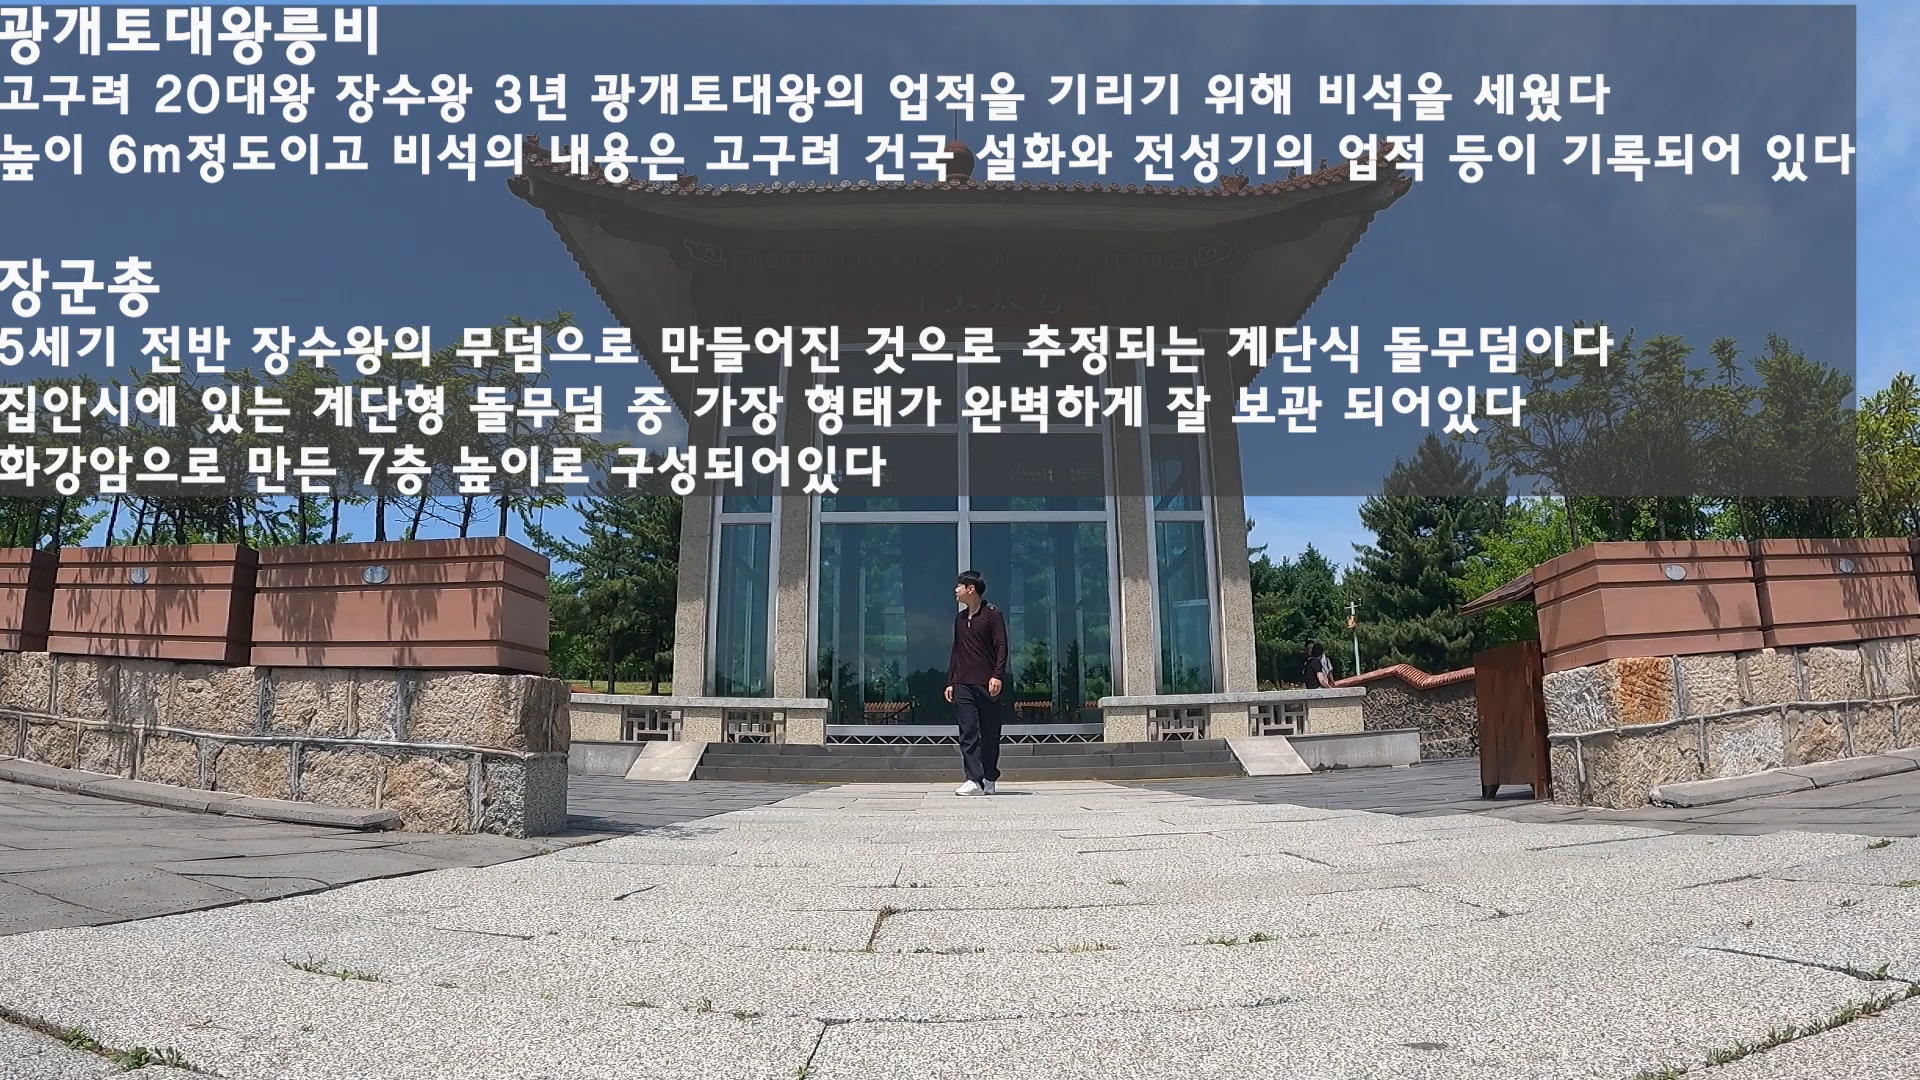 광개토대왕릉비
고구려 20대왕 장수왕 3년 광개토대왕의 업적을 기리기 위해 비석을 세웠다
높이 6m정도이고 비석의 내용은 고구려 건국 설화와 전성기의 업적 등이 기록되어 있다
장군총
5세기 전반 장수왕의 무덤으로 만들어진 것으로 추정되는 계단식 돌무덤이다
집안시에 있는 계단형 돌무덤 중 가장 형태가 완벽하게 잘 보관 되어있다
화강암으로 만든 7층 높이로 구성되어있다